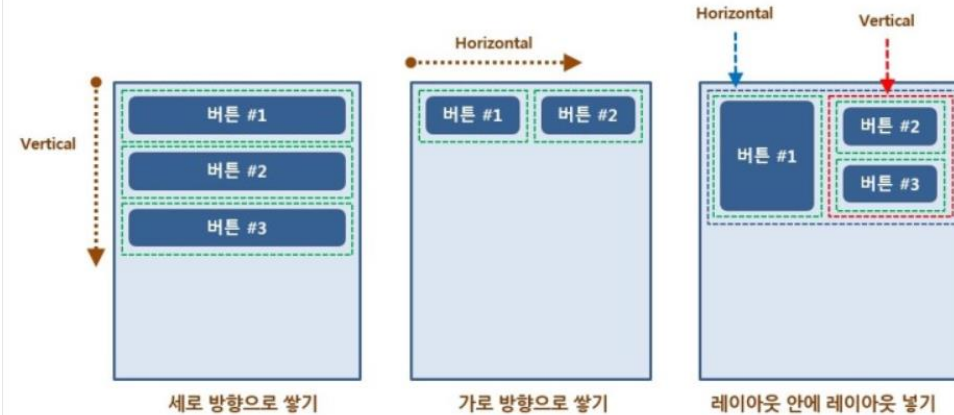 Horizontal
Vertical
Horizontal
Vertical
버튼 #1
버튼 #2
버튼 #3
버튼 #1
버튼 #2
버튼 #1
버튼 #2
버튼 #3
세로 방향으로 쌓기
가로 방향으로 쌓기
레이아웃 안에 레이아웃 넣기